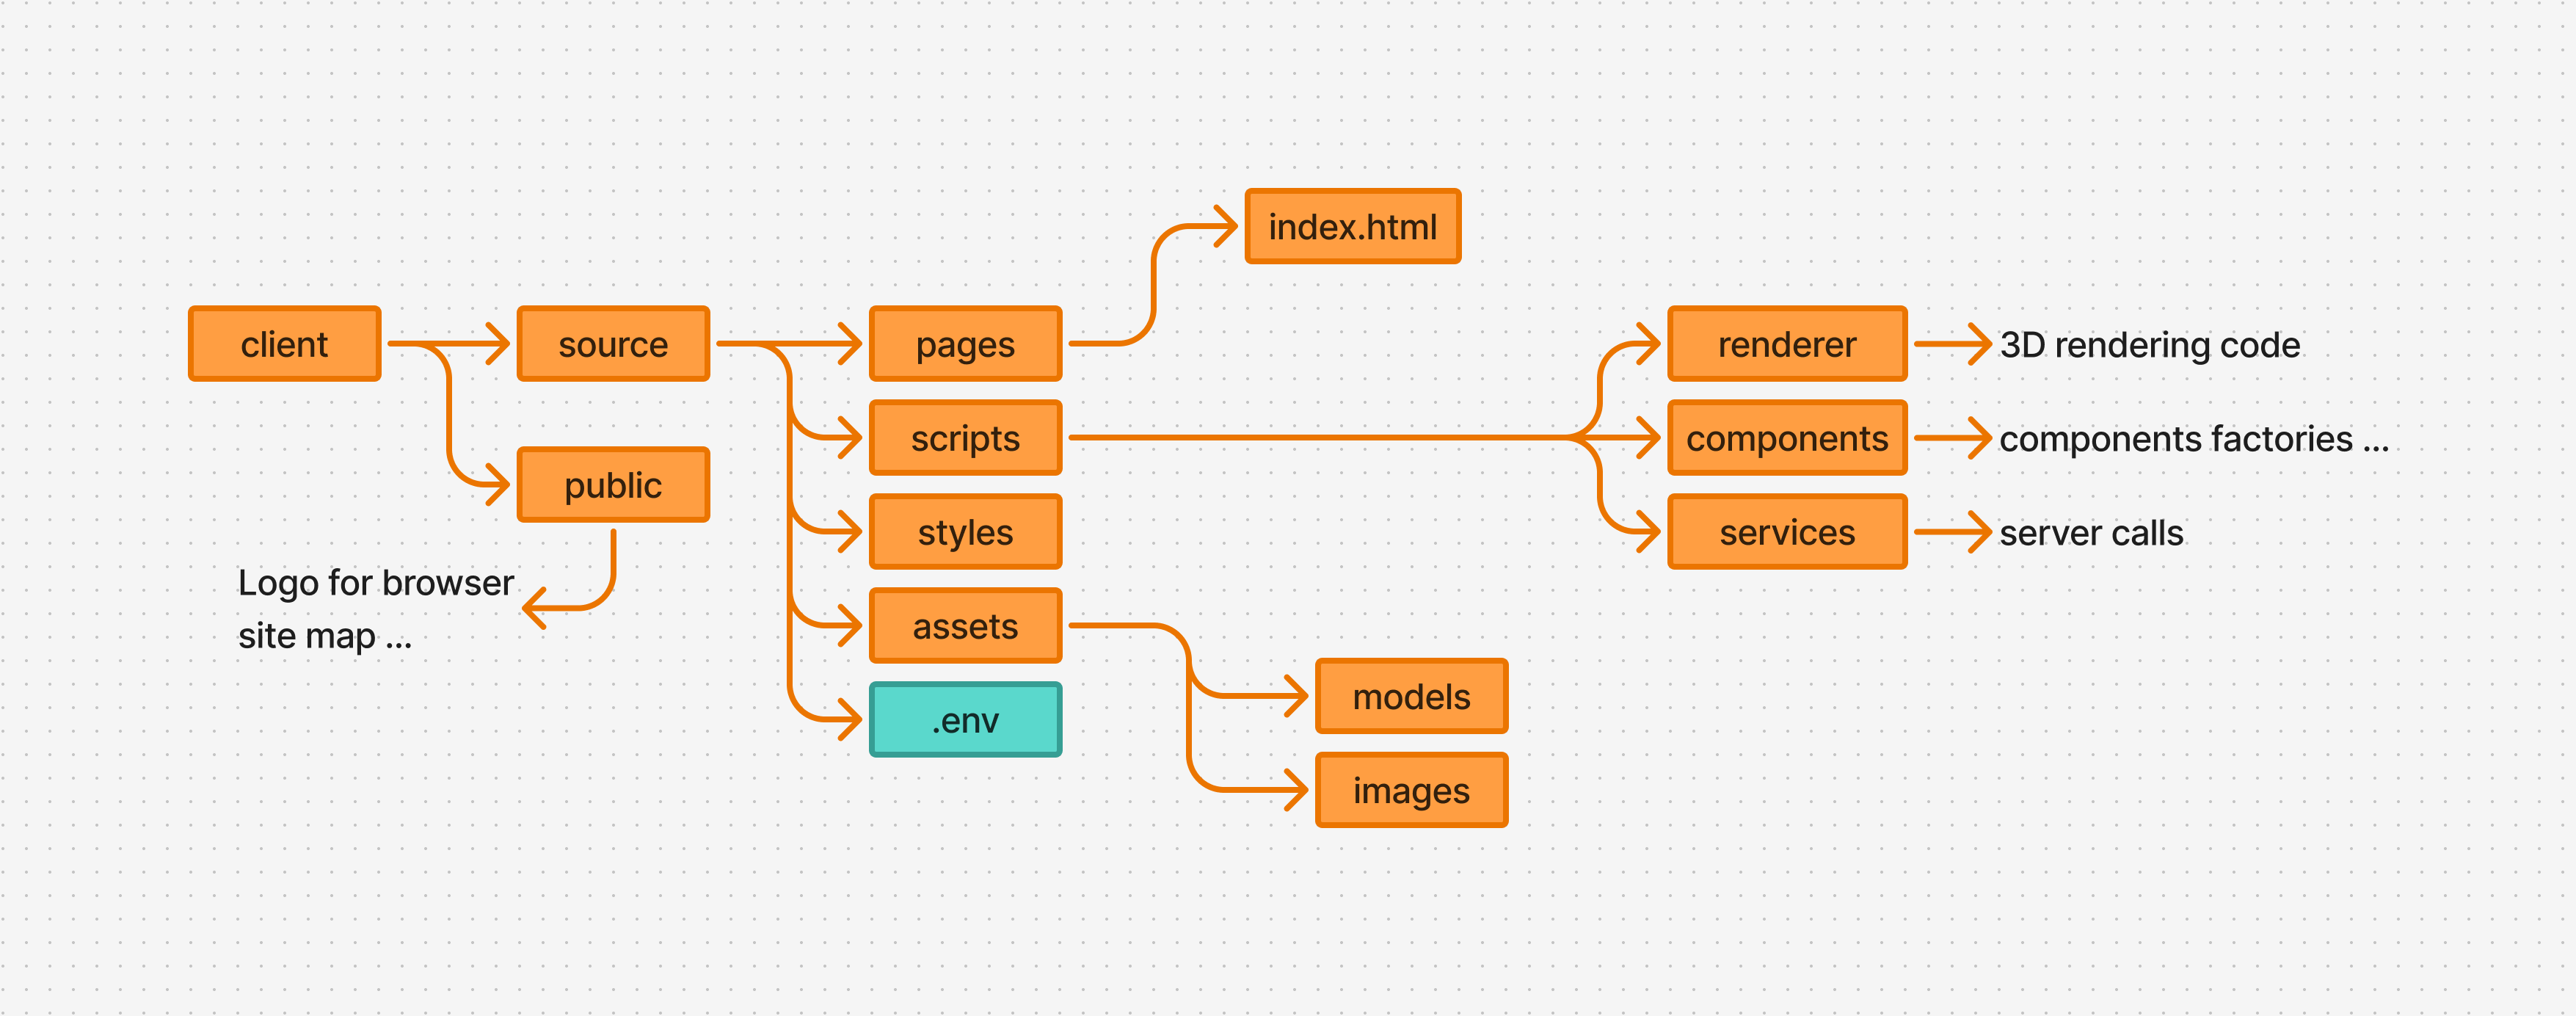 index.html
client
source
pages
renderer
3D rendering code
scripts
components
components factories ...
public
styles
services
server calls
Logo for browser
site map ...
assets
models
.env
images